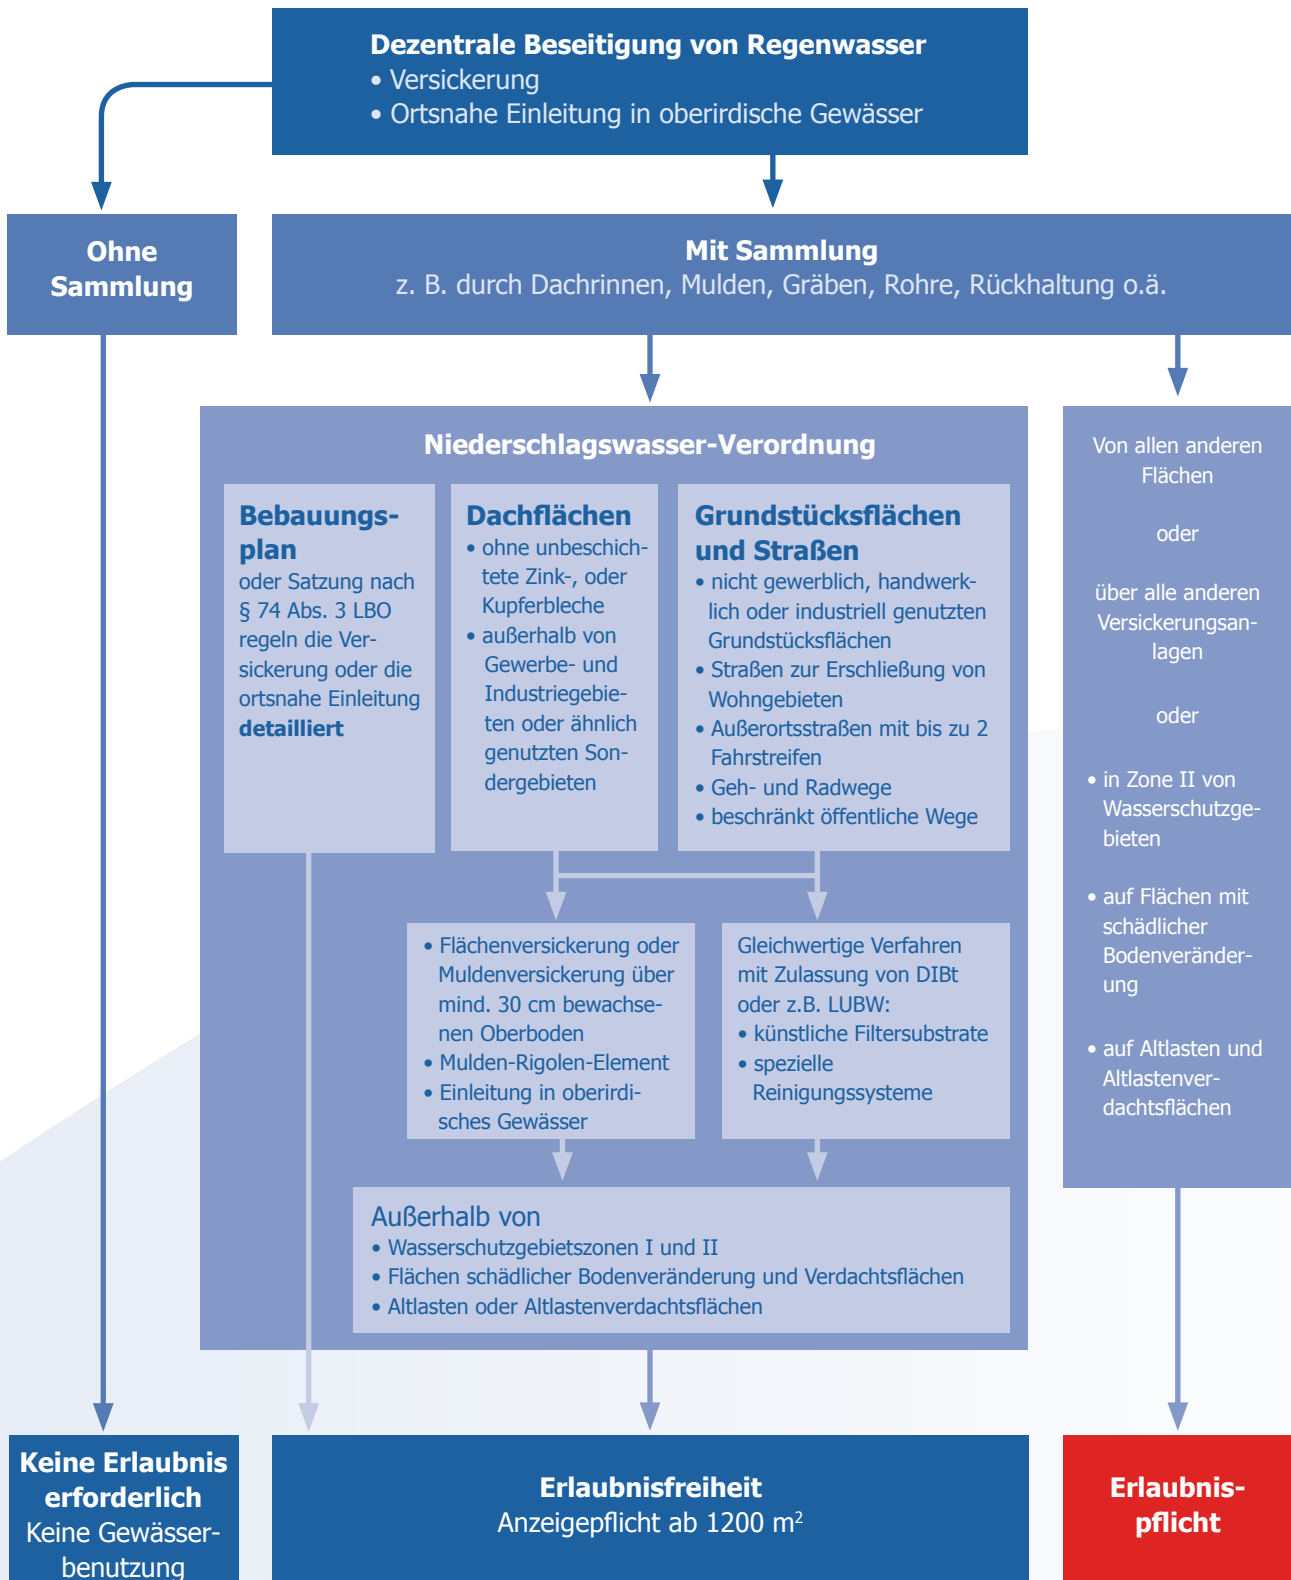 Dezentrale Beseitigung von Regenwasser
• Versickerung
• Ortsnahe Einleitung in oberirdische Gewässer
Ohne
Sammlung
Mit Sammlung
z. B. durch Dachrinnen, Mulden, Gräben, Rohre, Rückhaltung o.ä.
Niederschlagswasser-Verordnung
Bebauungs-
plan
oder Satzung nach
§ 74 Abs. 3 LBO
regeln die Ver-
sickerung oder die
ortsnahe Einleitung
detailliert
Dachflächen
• ohne unbeschich-
tete Zink-, oder
Kupferbleche
• außerhalb von
Gewerbe- und
Industriegebie-
ten oder ähnlich
genutzten Son-
dergebieten
Grundstücksflächen
und Straßen
• nicht gewerblich, handwerk-
lich oder industriell genutzten
Grundstücksflächen
• Straßen zur Erschließung von
Wohngebieten
• Außerortsstraßen mit bis zu 2
Fahrstreifen
• Geh- und Radwege
• beschränkt öffentliche Wege
• Flächenversickerung oder
Muldenversickerung über
mind. 30 cm bewachse-
nen Oberboden
• Mulden-Rigolen-Element
• Einleitung in oberirdi-
sches Gewässer
Gleichwertige Verfahren
mit Zulassung von DIBt
oder z.B. LUBW:
• künstliche Filtersubstrate
• spezielle
Reinigungssysteme
Außerhalb von
• Wasserschutzgebietszonen I und II
• Flächen schädlicher Bodenveränderung und Verdachtsflächen
• Altlasten oder Altlastenverdachtsflächen
Von allen anderen
Flächen
oder
über alle anderen
Versickerungsan-
lagen
oder
• in Zone II von
Wasserschutzge-
bieten
• auf Flächen mit
schädlicher
Bodenveränder-
ung
• auf Altlasten und
Altlastenver-
dachtsflächen
Keine Erlaubnis
erforderlich
Keine Gewässer-
benutzung
Erlaubnisfreiheit
Anzeigepflicht ab 1200 m²
Erlaubnis-
pflicht